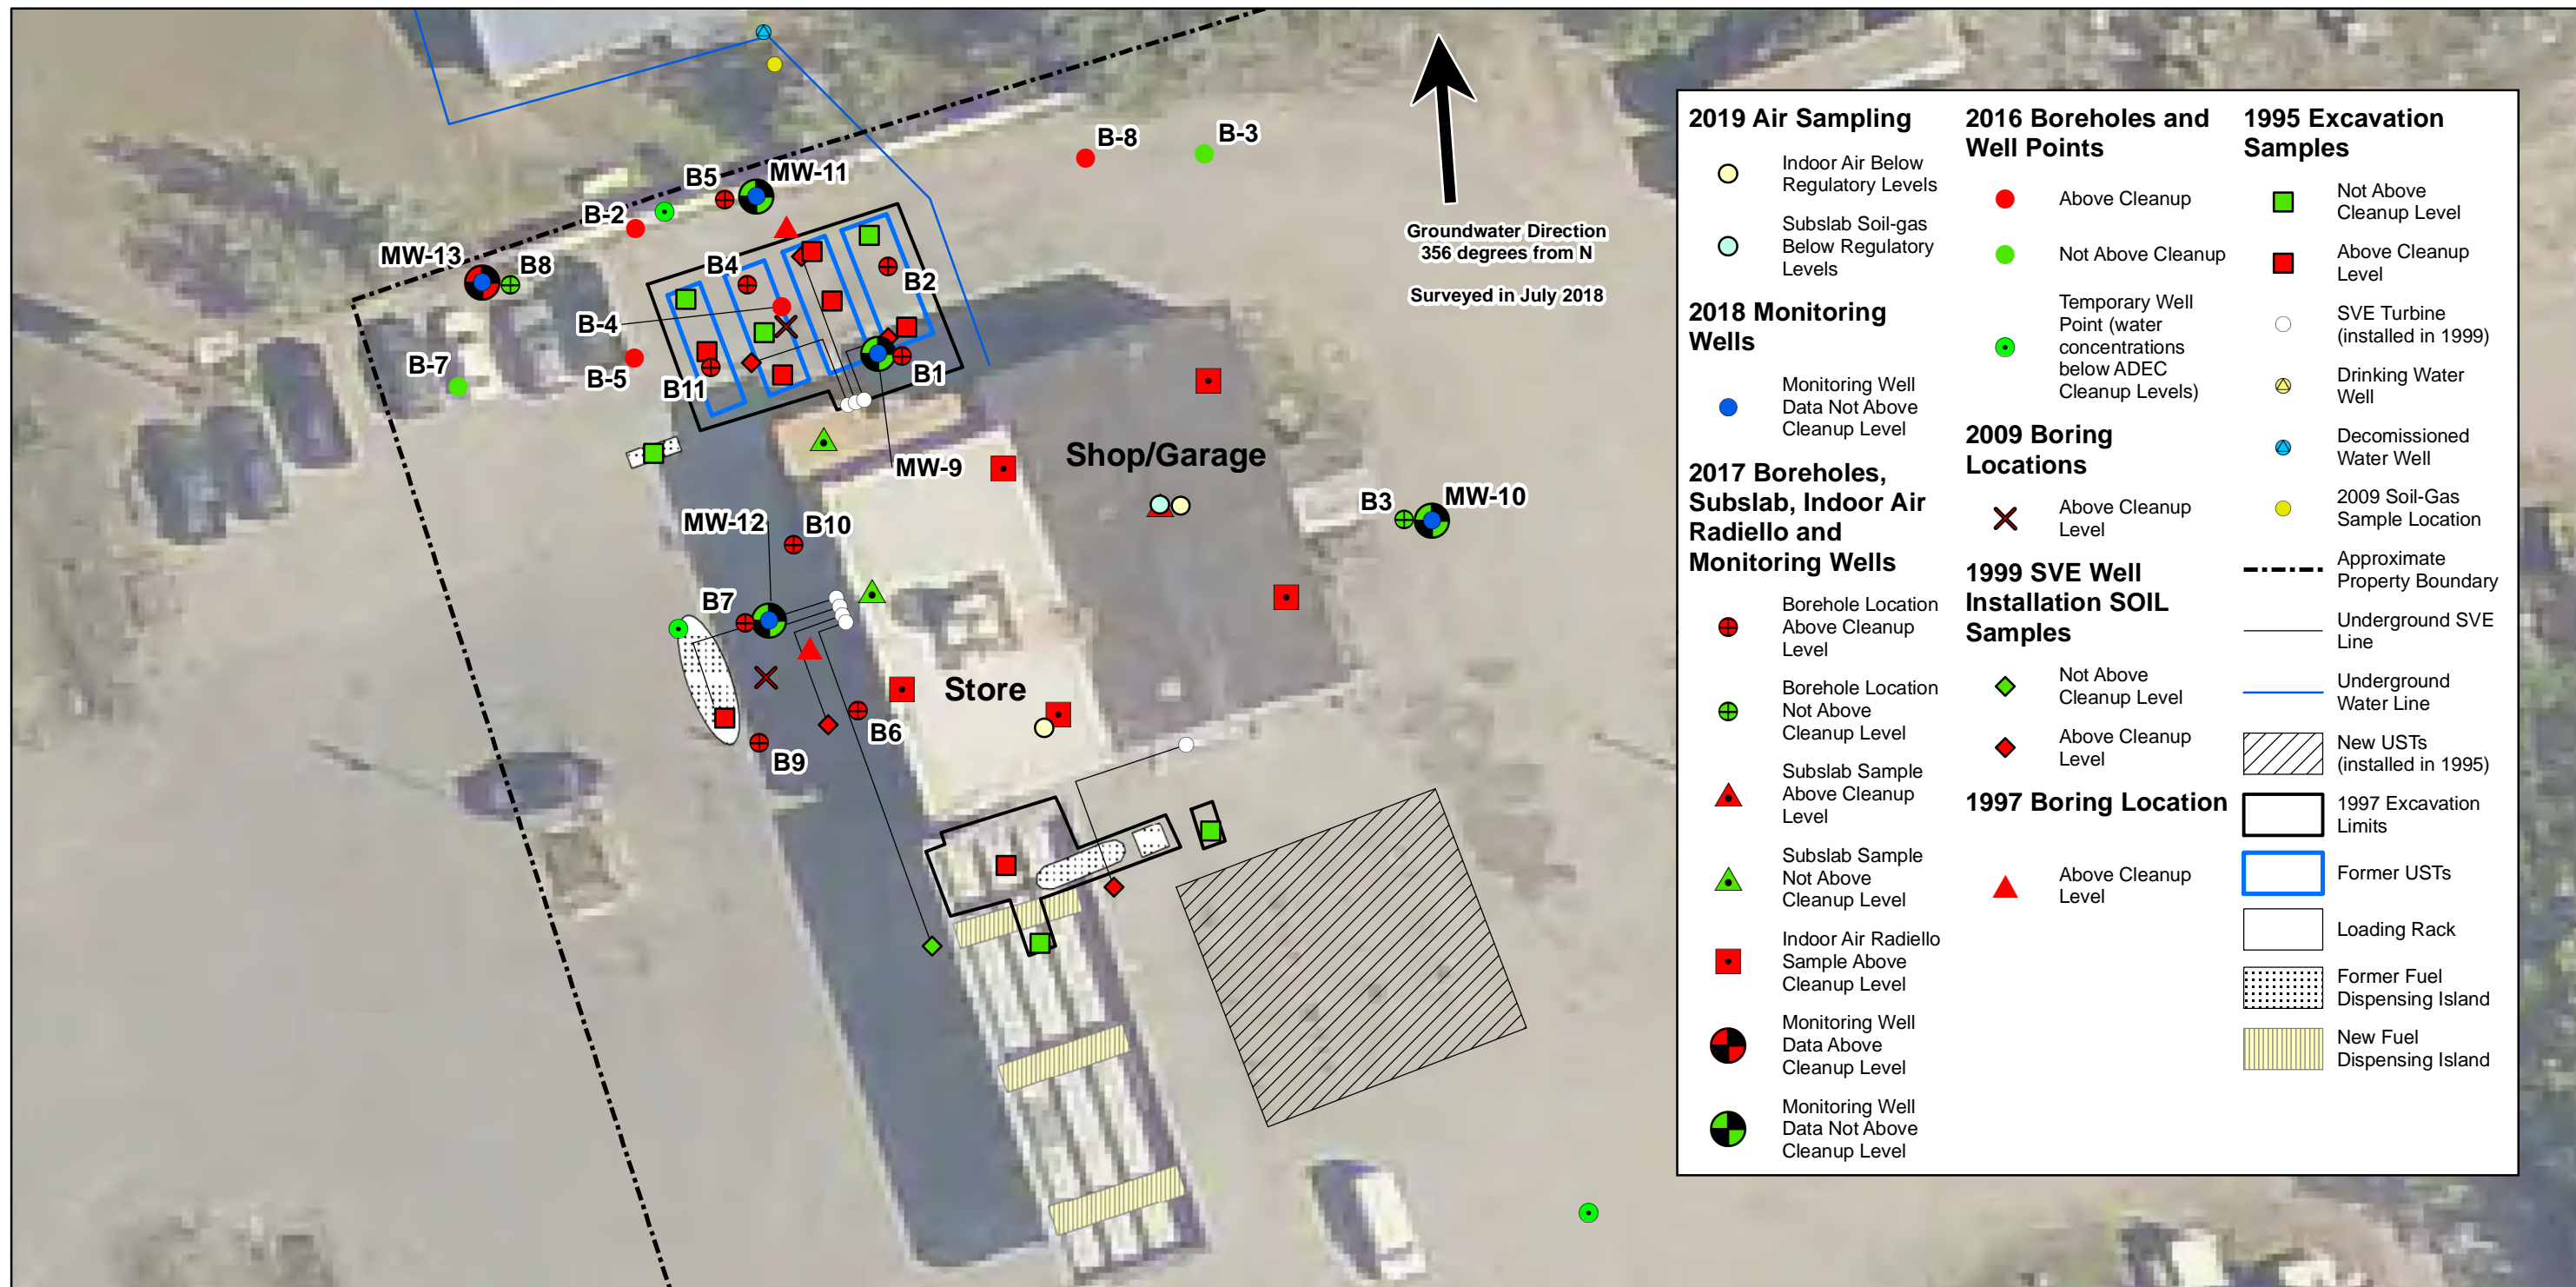 B-8
B-3
B5
MW-11
B-2
MW-13
B8
B4
B2
B-4
B-7
B-5
B11
B1
MW-9
Shop/Garage
MW-12
B10
B3
MW-10
B7
Store
B6
B9
Groundwater Direction
356 degrees from N
Surveyed in July 2018
2019 Air Sampling
Indoor Air Below
Regulatory Levels
Subslab Soil-gas
Below Regulatory
Levels
2018 Monitoring
Wells
Monitoring Well
Data Not Above
Cleanup Level
2017 Boreholes,
Subslab, Indoor Air
Radiello and
Monitoring Wells
Borehole Location
Above Cleanup
Level
Borehole Location
Not Above
Cleanup Level
Subslab Sample
Above Cleanup
Level
Subslab Sample
Not Above
Cleanup Level
Indoor Air Radiello
Sample Above
Cleanup Level
Monitoring Well
Data Above
Cleanup Level
Monitoring Well
Data Not Above
Cleanup Level
2016 Boreholes and
Well Points
Above Cleanup
Not Above Cleanup
Temporary Well
Point (water
concentrations
below ADEC
Cleanup Levels)
2009 Boring
Locations
Above Cleanup
Level
1999 SVE Well
Installation SOIL
Samples
Not Above
Cleanup Level
Above Cleanup
Level
1997 Boring Location
Above Cleanup
Level
1995 Excavation
Samples
Not Above
Cleanup Level
Above Cleanup
Level
SVE Turbine
(installed in 1999)
Drinking Water
Well
Decomissioned
Water Well
2009 Soil-Gas
Sample Location
Approximate
Property Boundary
Underground SVE
Line
Underground
Water Line
New USTs
(installed in 1995)
1997 Excavation
Limits
Former USTs
Loading Rack
Former Fuel
Dispensing Island
New Fuel
Dispensing Island